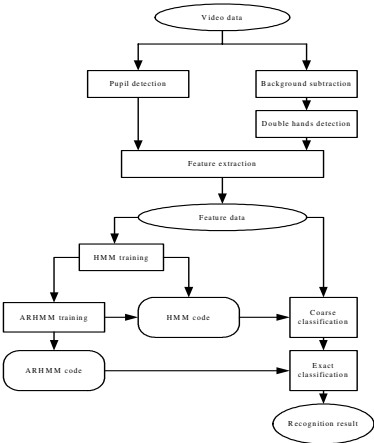 Video data
Pupil detection
Background subtraction
Double hands detection
Feature extraction
Feature data
HMM training
ARHMM training
HMM code
Coarse
classification
ARHMM code
Exact
classification
Recognition result